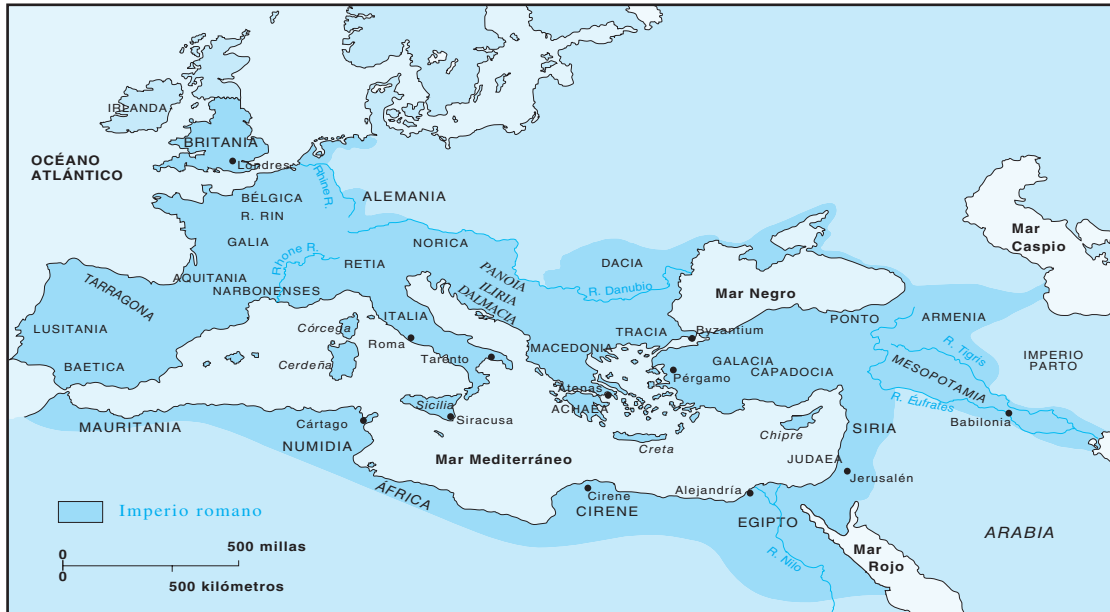 IRLANDA
BRITANIA
Londres
OCÉANO
ATLÁNTICO
Rhine R.
ALEMANIA
BÉLGICA
R. RIN
GALIA
Rhone R.
NORICA
RETIA
AQUITANIA
NARBONENSES
TARRAGONA
LUSITANIA
BAETICA
PANOIA
ILIRIA
DALMACIA
DACIA
R. Danubio
Mar Negro
Mar
Caspio
Córcega
ITALIA
Roma
Cerdeña
Taranto
TRACIA
Byzantium
MACEDONIA
PONTO
ARMENIA
GALACIA
CAPADOCIA
Pérgamo
R. Tigris
MESOPOTAMIA
IMPERIO
PARTO
R. Éufrates
Babilonia
Atenas
ACHAEA
Sicilia
Siracusa
MAURITANIA
Cártago
NUMIDIA
Mar Mediterráneo
Creta
Chipre
SIRIA
JUDAEA
Jerusalén
ÁFRICA
Cirene
CIRENE
Alejandría
EGIPTO
R. Nilo
Mar
Rojo
ARABIA
Imperio romano
0
500 millas
0
500 kilómetros